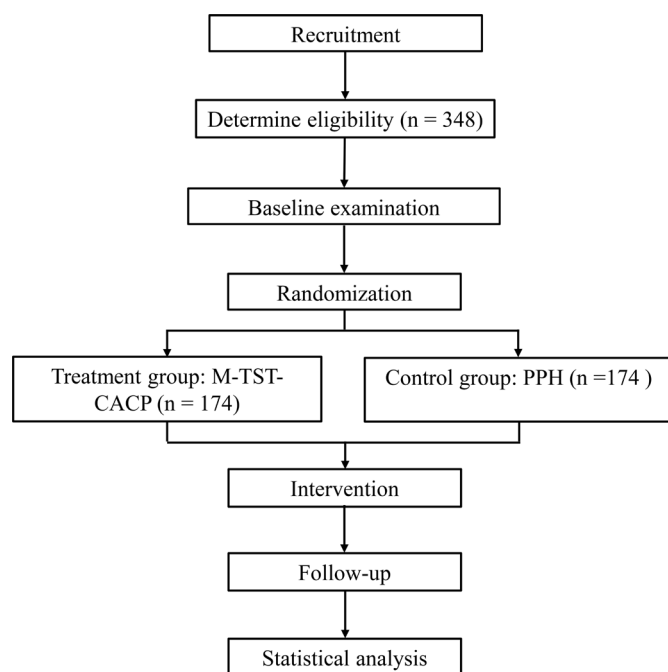 Recruitment
Determine eligibility (n = 348)
Baseline examination
Randomization
Treatment group: M-TST-
CACP (n = 174)
Control group: PPH (n =174 )
Intervention
Follow-up
Statistical analysis